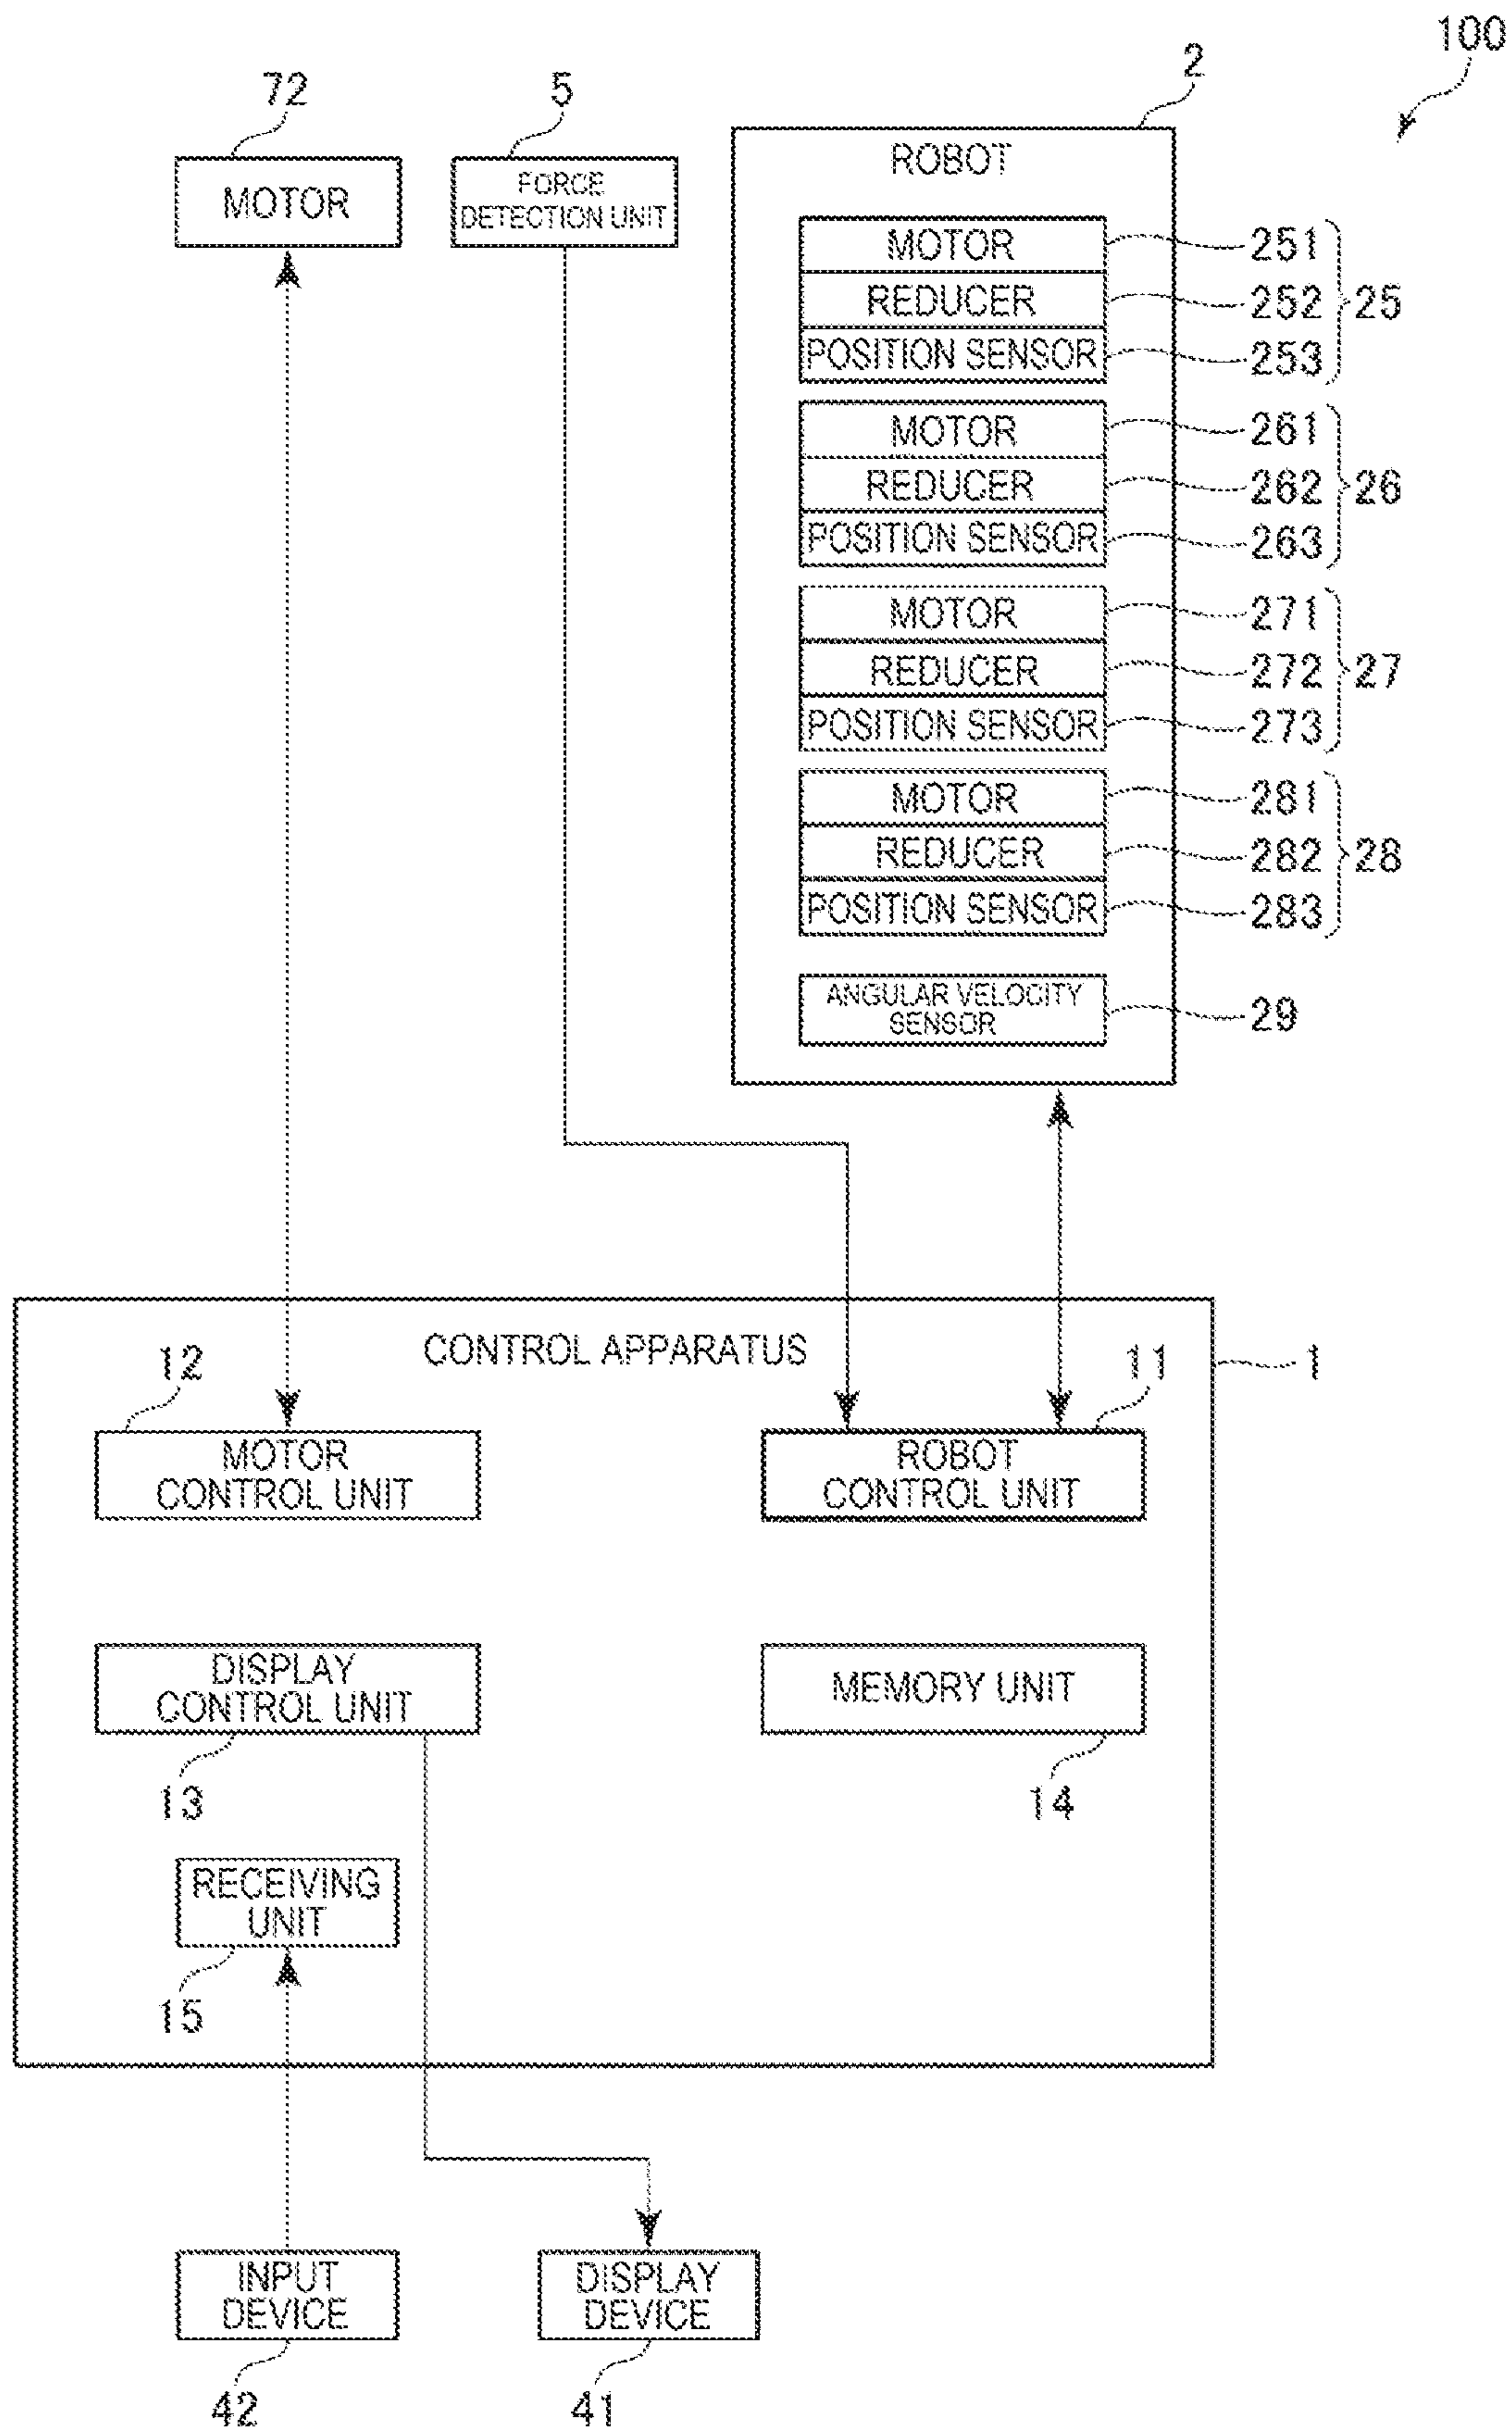 100
72
5
2
MOTOR
FORCE
DETECTION UNIT
ROBOT
MOTOR
251
REDUCER
252
25
POSITION SENSOR
253
MOTOR
261
REDUCER
262
26
POSITION SENSOR
263
MOTOR
271
REDUCER
272
27
POSITION SENSOR
273
MOTOR
281
REDUCER
282
28
POSITION SENSOR
283
ANGULAR VELOCITY
SENSOR
29
CONTROL APPARATUS
1
12
11
MOTOR
CONTROL UNIT
ROBOT
CONTROL UNIT
DISPLAY
CONTROL UNIT
MEMORY UNIT
13
14
RECEIVING
UNIT
15
INPUT
DEVICE
DISPLAY
DEVICE
42
41